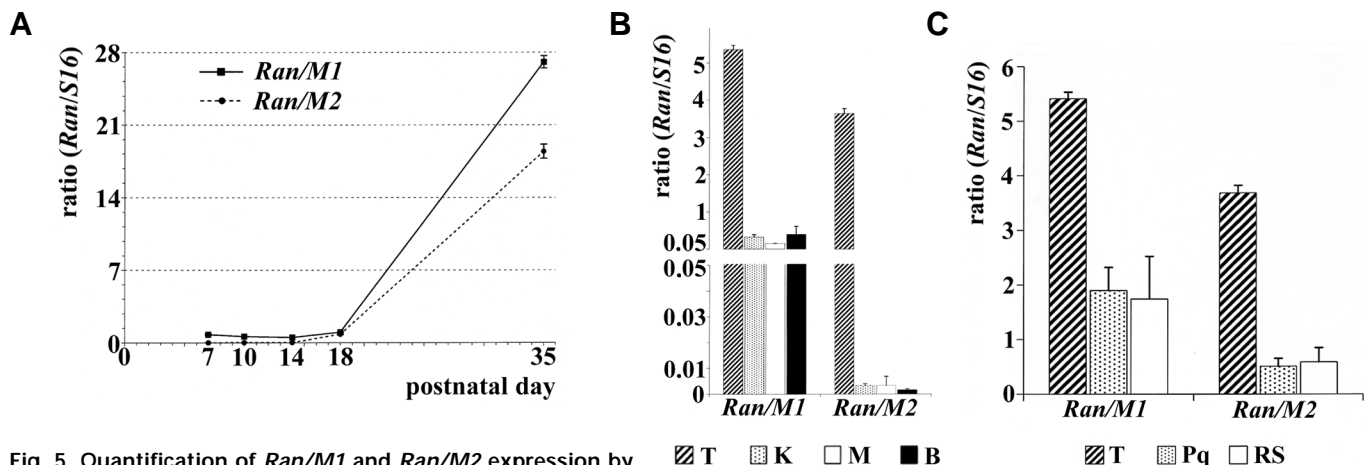 A
ratio (Ran/S16)
28
21
14
7
0
Ran/M1
Ran/M2
0 7 10 14 18 35
postnatal day
B
ratio (Ran/S16)
5
4
3
2
1
0.05
0.05
0.03
0.01
0
Ran/M1 Ran/M2
T K M B
C
ratio (Ran/S16)
6
5
4
3
2
1
0
Ran/M1 Ran/M2
T Pq RS
Fig. 5. Quantification of Ran/M1 and Ran/M2 expression by